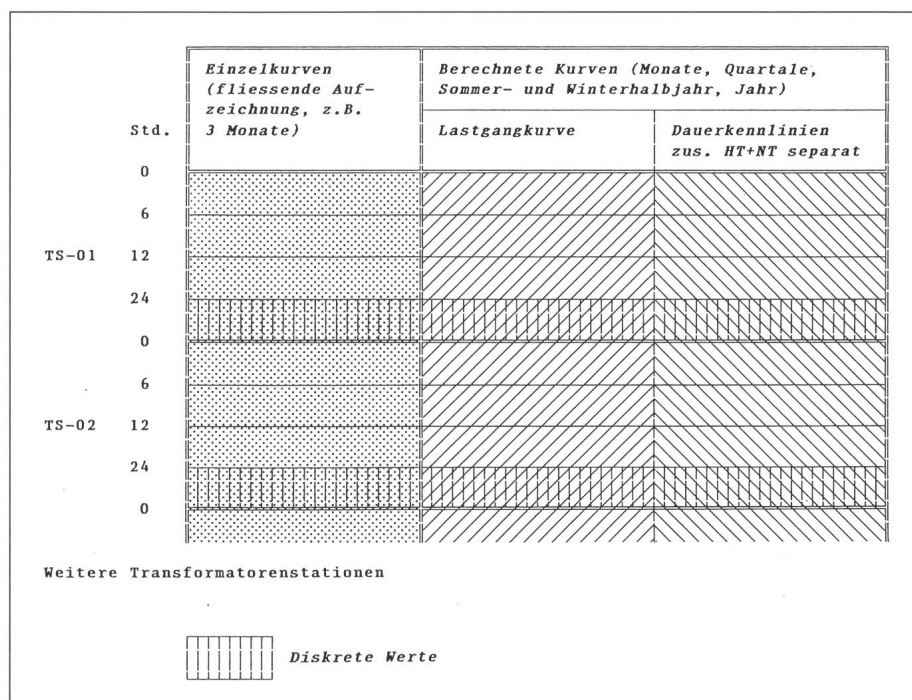 Einzelkurven
(fliessende Auf-
zeichnung, z.B.
3 Monate)
Berechnete Kurven (Monate, Quartale,
Sommer- und Winterhalbjahr, Jahr)
Std.
Lastgangkurve
Dauerkennlinien
zus. HT+NT separat
0
6
TS-01 12
24
0
6
TS-02 12
24
0
Weitere Transformatorenstationen
Diskrete Werte